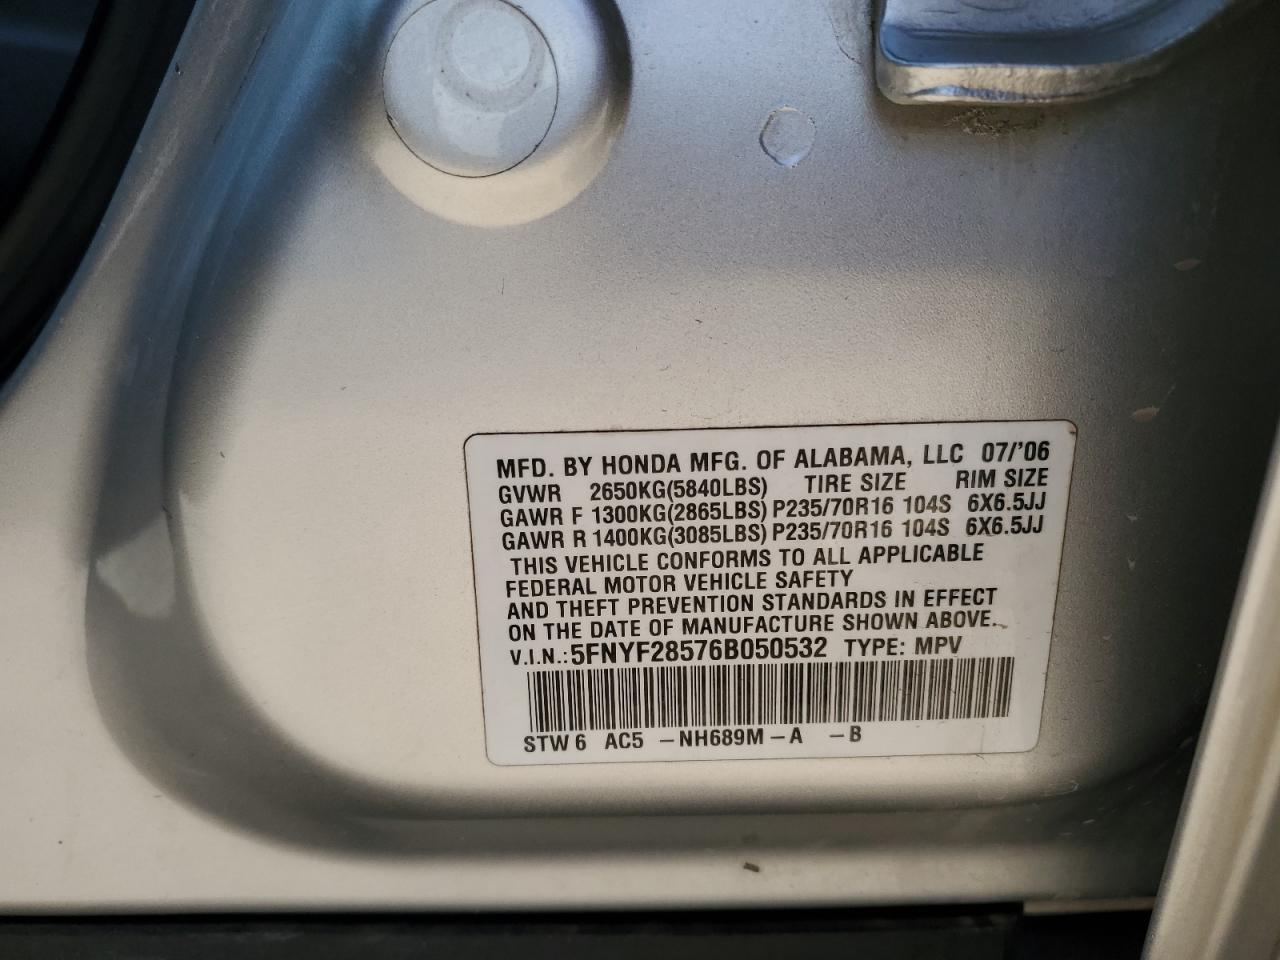 MFD. BY HONDA MFG. OF ALABAMA, LLC 07/'06
GVWR 2650KG(5840LBS) TIRE SIZE RIM SIZE
GAWR F 1300KG(2865LBS) P235/70R16 104S 6X6.5JJ
GAWR R 1400KG(3085LBS) P235/70R16 104S 6X6.5JJ
THIS VEHICLE CONFORMS TO ALL APPLICABLE
FEDERAL MOTOR VEHICLE SAFETY
AND THEFT PREVENTION STANDARDS IN EFFECT
ON THE DATE OF MANUFACTURE SHOWN ABOVE.
V.I.N.: 5FNYF28576B050532 TYPE: MPV
STW6 AC5 -NH689M-A -B